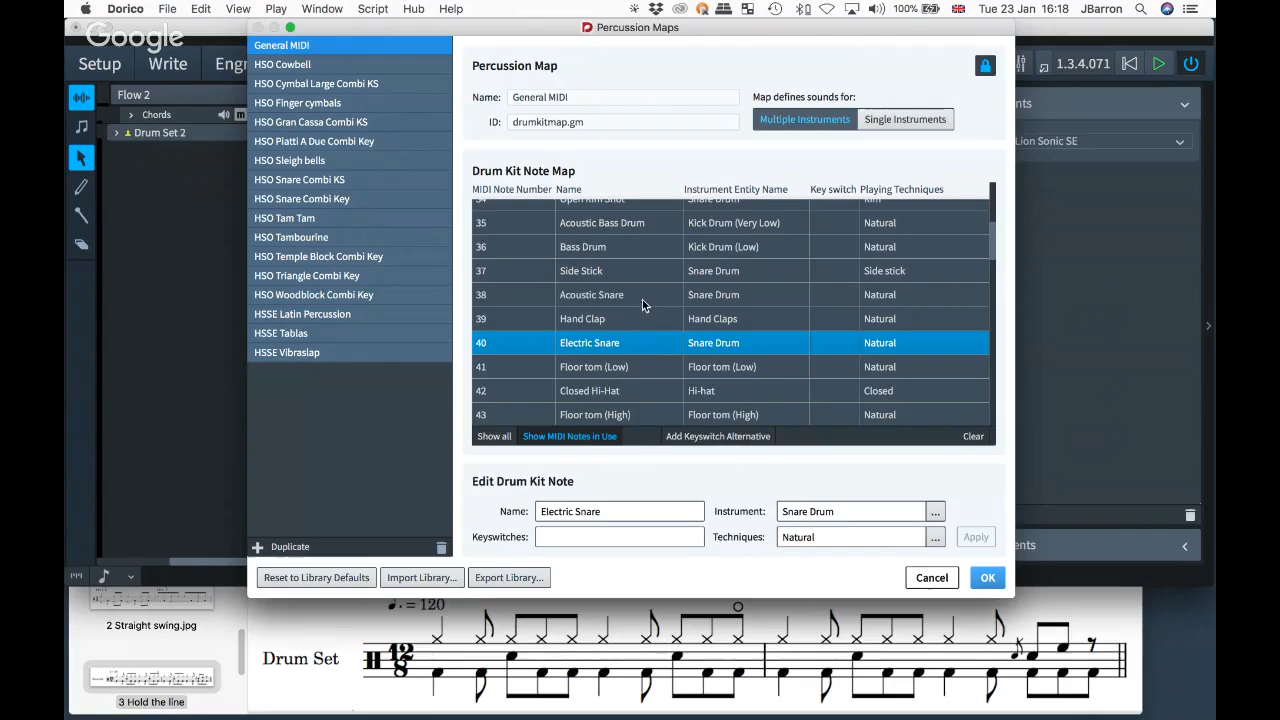 Dorico File Edit View Play Window Script Hub Help 100% Tue 23 Jan 16:18 JBarron
Google
Percussion Maps
Setup Write Engr
1.3.4.071
Flow 2
Chords
Drum Set 2
General MIDI
HSO Cowbell
HSO Cymbal Large Combi KS
HSO Finger cymbals
HSO Gran Cassa Combi KS
HSO Piatti A Due Combi Key
HSO Sleigh bells
HSO Snare Combi KS
HSO Snare Combi Key
HSO Tam Tam
HSO Tambourine
HSO Temple Block Combi Key
HSO Triangle Combi Key
HSO Woodblock Combi Key
HSSE Latin Percussion
HSSE Tablas
HSSE Vibraslap
Duplicate
Percussion Map
Name: General MIDI
ID: drumkitmap.gm
Map defines sounds for:
Multiple Instruments Single Instruments
Drum Kit Note Map
MIDI Note Number Name Instrument Entity Name Key switch Playing Techniques
34 Open Rim Shot Snare Drum Rim
35 Acoustic Bass Drum Kick Drum (Very Low) Natural
36 Bass Drum Kick Drum (Low) Natural
37 Side Stick Snare Drum Side stick
38 Acoustic Snare Snare Drum Natural
39 Hand Clap Hand Claps Natural
40 Electric Snare Snare Drum Natural
41 Floor tom (Low) Floor tom (Low) Natural
42 Closed Hi-Hat Hi-hat Closed
43 Floor tom (High) Floor tom (High) Natural
Show all Show MIDI Notes in Use Add Keyswitch Alternative Clear
Edit Drum Kit Note
Name: Electric Snare Instrument: Snare Drum ...
Keyswitches: Techniques: Natural ... Apply
Reset to Library Defaults Import Library... Export Library... Cancel OK
ents
Lion Sonic SE
ents
2 Straight swing.jpg
3 Hold the line
= 120
Drum Set
12
8